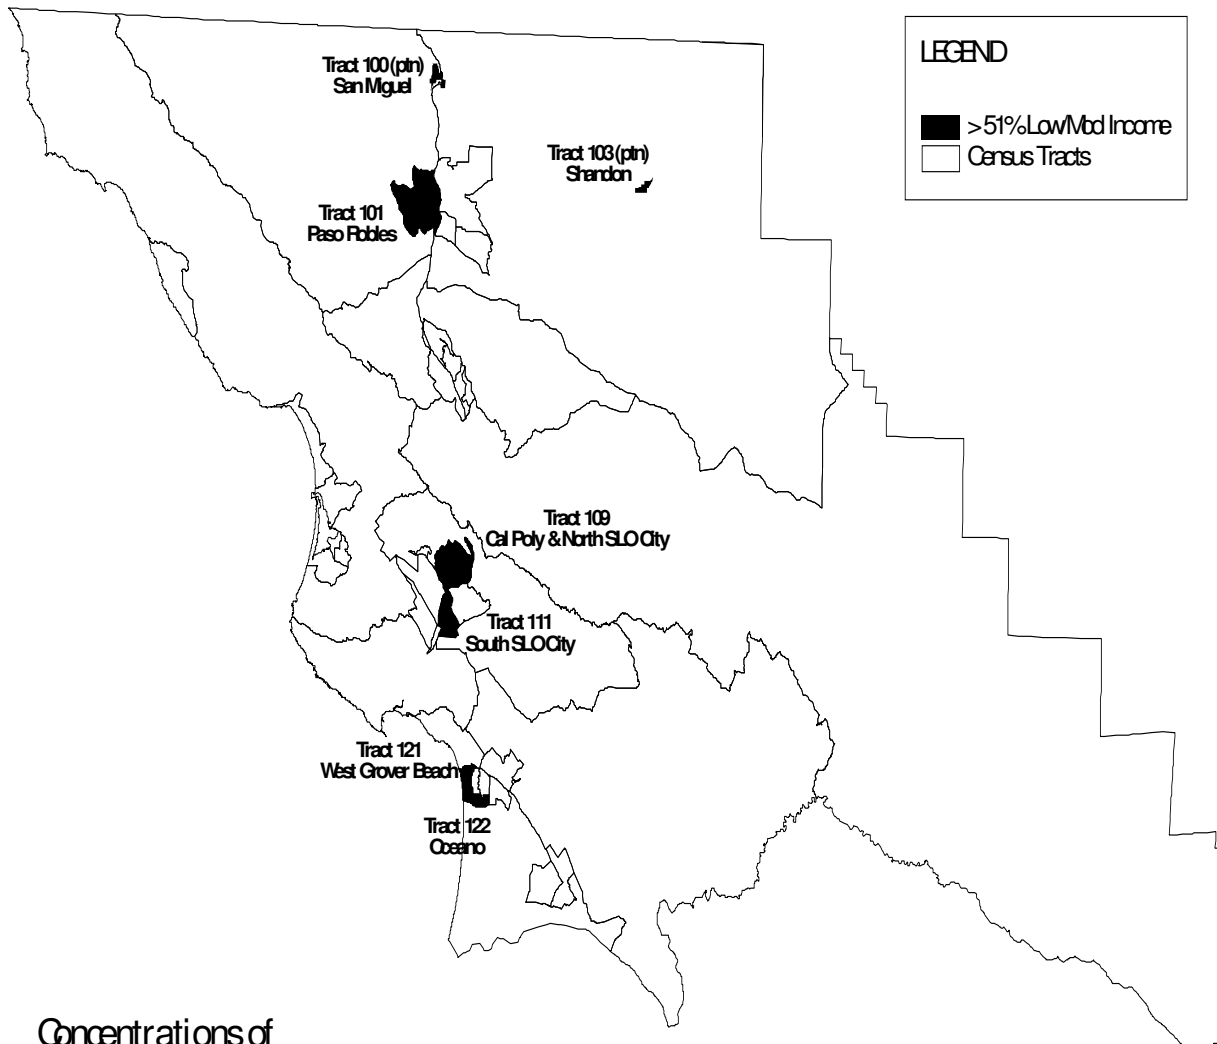 LEGEND
>51% Low/Mod Income
Census Tracts
Tract 100 (ptn)
San Miguel
Tract 103 (ptn)
Shandon
Tract 101
Paso Robles
Tract 109
Cal Poly & North SLO City
Tract 111
South SLO City
Tract 121
West Grover Beach
Tract 122
Oceano
Concentrations of